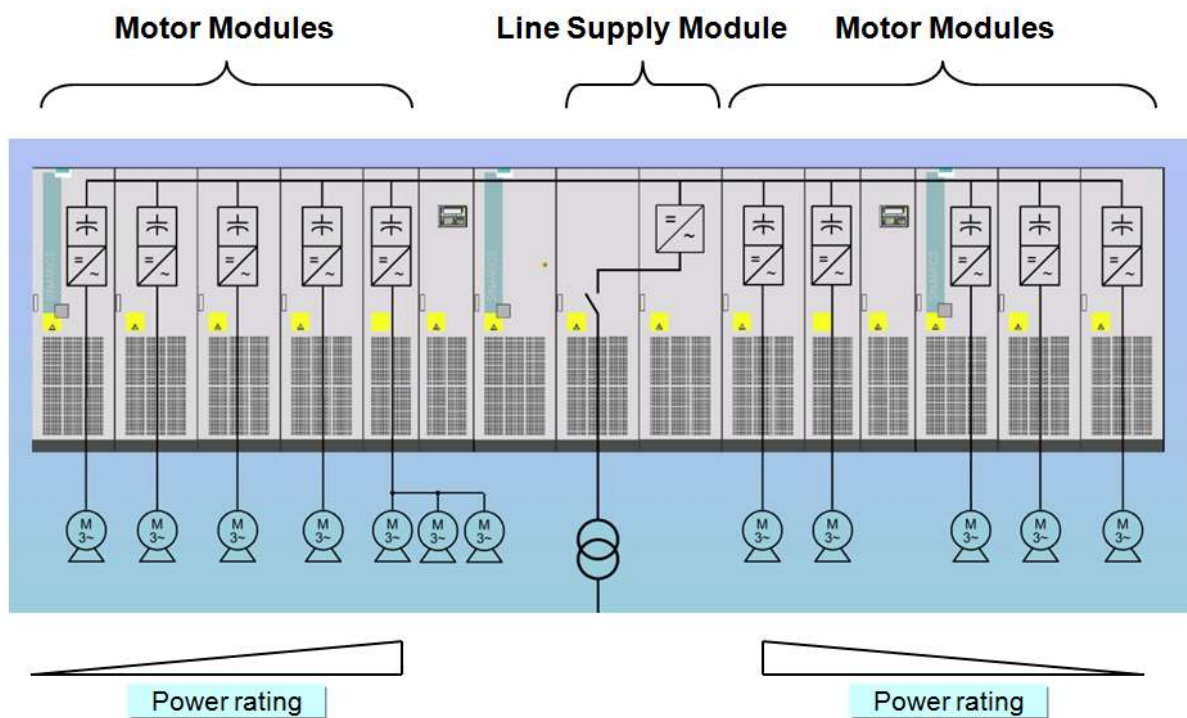 Motor Modules
Line Supply Module
Motor Modules
=
~
=
~
=
~
=
~
=
~
=
~
=
~
=
~
=
~
=
~
=
~
M
3~
M
3~
M
3~
M
3~
M
3~
M
3~
M
3~
M
3~
M
3~
M
3~
M
3~
M
3~
Power rating
Power rating